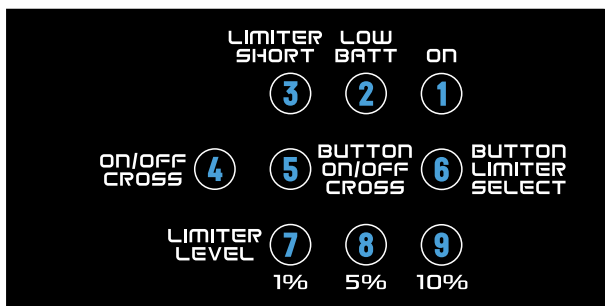 LIMITER SHORT
LOW BATT
ON
3
2
1
ON/OFF CROSS
4
5
BUTTON ON/OFF CROSS
6
BUTTON LIMITER SELECT
LIMITER LEVEL
7
8
9
1%
5%
10%